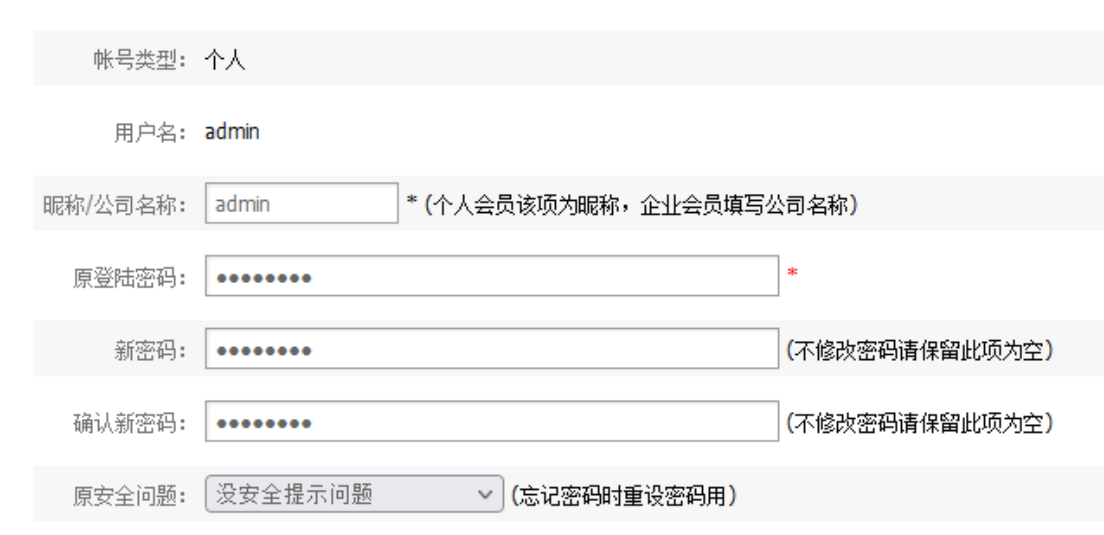 帐号类型: 个人
用户名: admin
昵称/公司名称: admin * (个人会员该项为昵称，企业会员填写公司名称)
原登陆密码: ●●●●●●●● *
新密码: ●●●●●●●● (不修改密码请保留此项为空)
确认新密码: ●●●●●●●● (不修改密码请保留此项为空)
原安全问题: 没安全提示问题 (忘记密码时重设密码用)